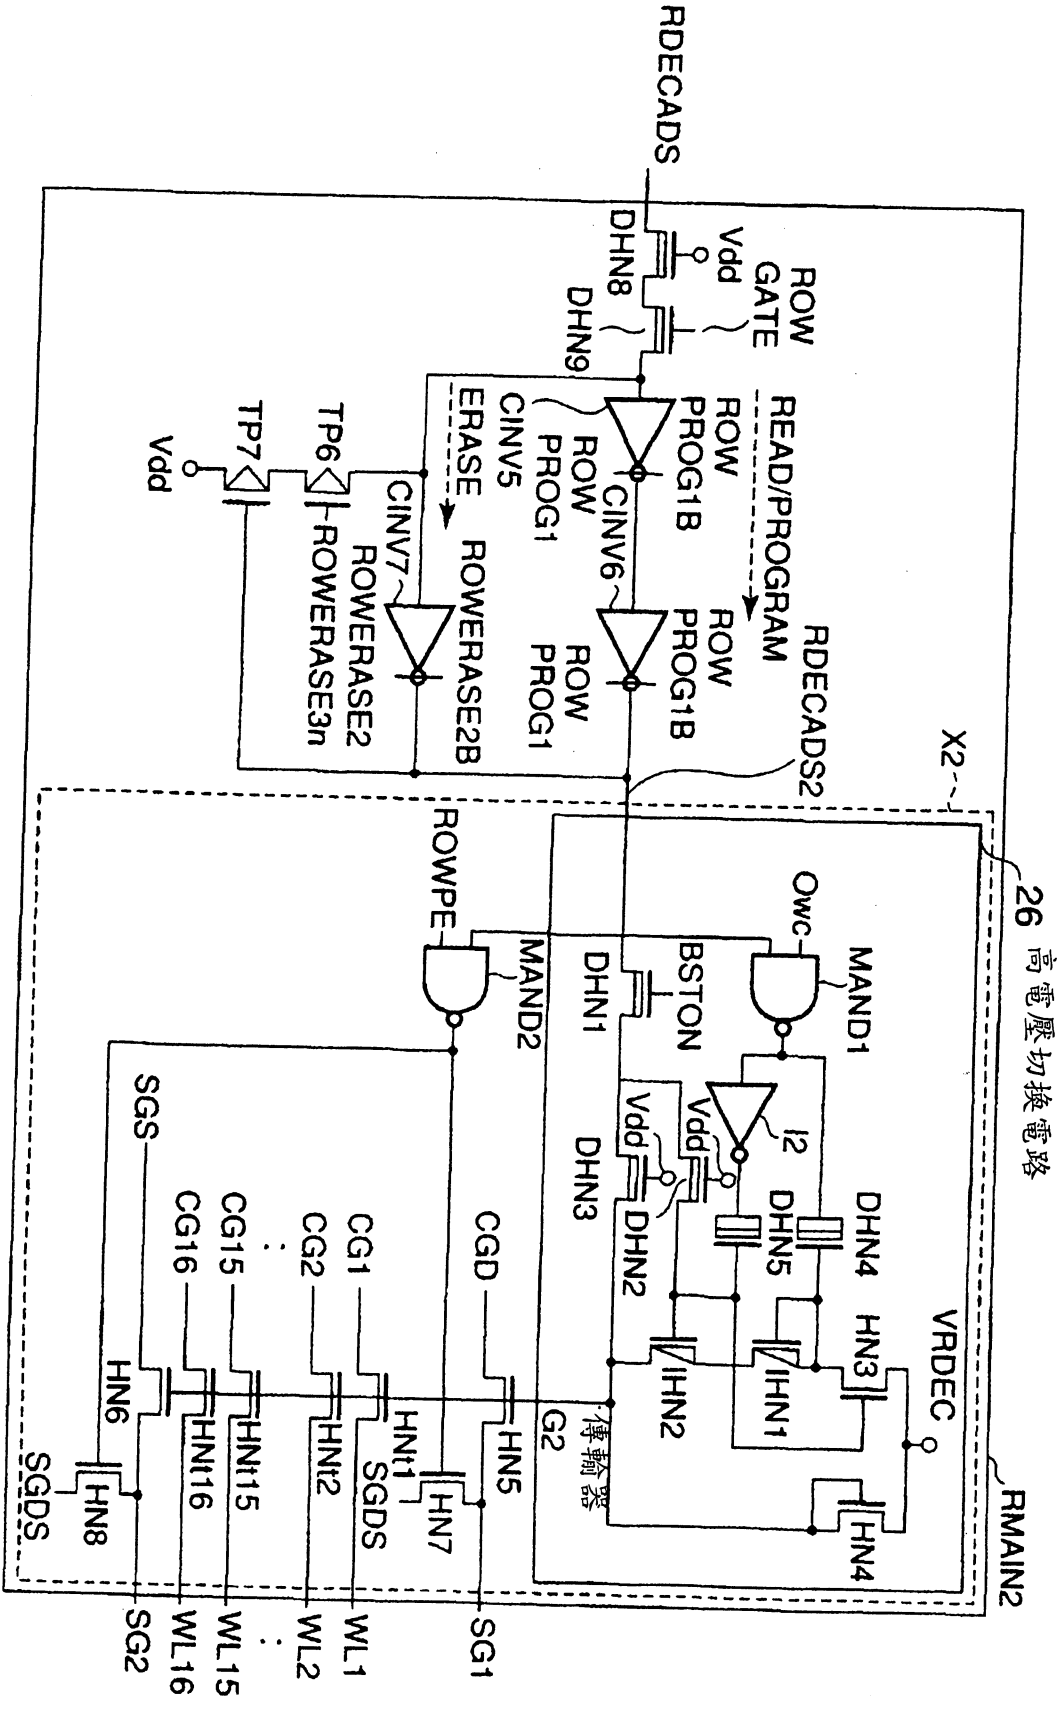 26 高電壓切換電路
RMAIN2
X2
VRDEC
MAND1
Owc
DHN4
HN3
HN4
I2
DHN5
IHN1
BSTON
Vdd
DHN2
IHN2
DHN1
Vdd
DHN3
傳輸器
G2
RDECADS2
READ/PROGRAM
ROW
GATE
Vdd
RDECADS
DHN8
DHN9
ROW
PROG1B
CINV5
ROW
PROG1
CINV6
ROW
PROG1B
ROW
PROG1
ERASE
CINV7
ROWERASE2B
ROWERASE2
ROWERASE3n
TP6
TP7
Vdd
MAND2
ROWPE
CGD
HN5
SG1
HN7
SGDS
CG1
HNt1
WL1
CG2
HNt2
WL2
:
:
CG15
HNt15
WL15
CG16
HNt16
WL16
SGS
HN6
SG2
HN8
SGDS